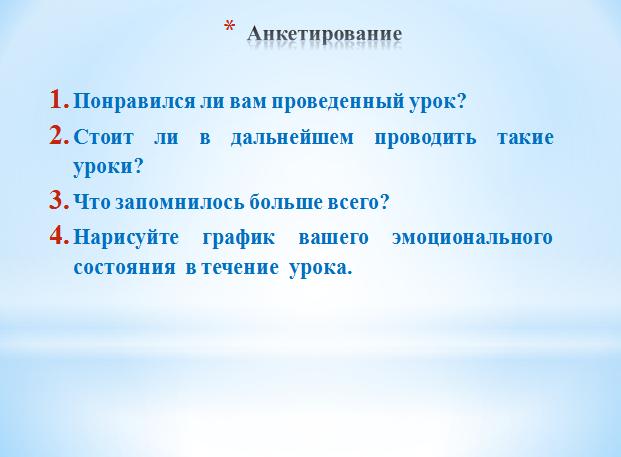 * Анкетирование
1. Понравился ли вам проведенный урок?
2. Стоит ли в дальнейшем проводить такие
уроки?
3. Что запомнилось больше всего?
4. Нарисуйте график вашего эмоционального
состояния в течение урока.